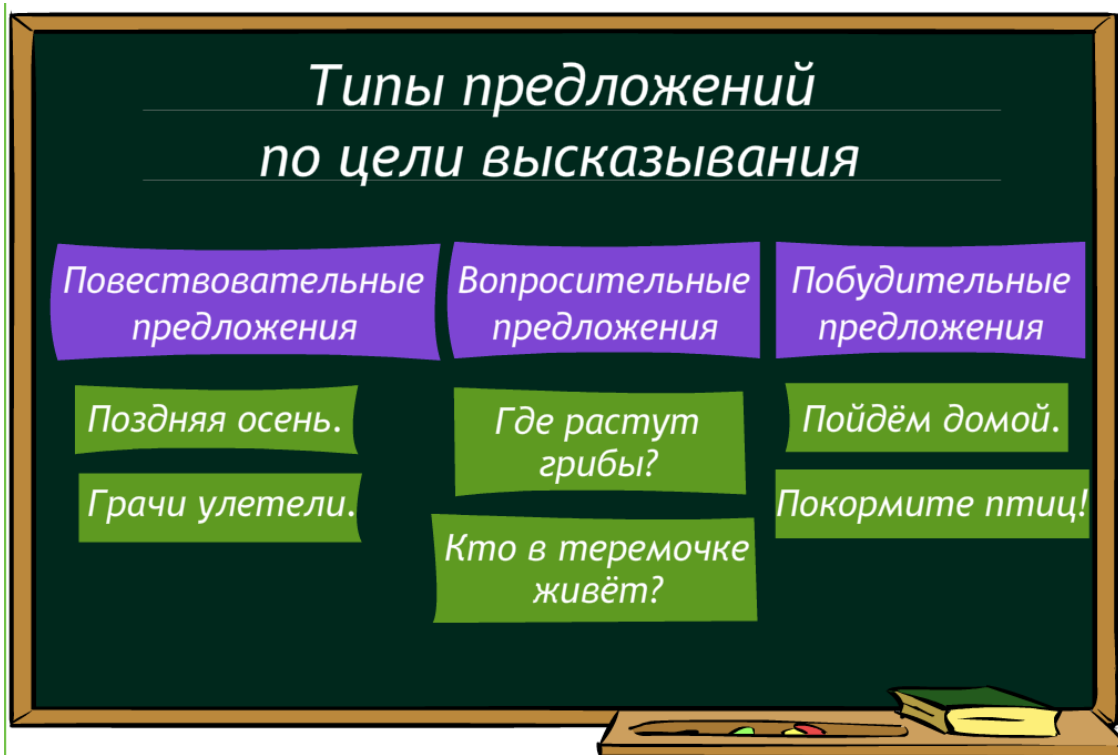 Типы предложений
по цели высказывания
Повествовательные
предложения
Вопросительные
предложения
Побудительные
предложения
Поздняя осень.
Грачи улетели.
Где растут
грибы?
Кто в теремочке
живёт?
Пойдём домой.
Покормите птиц!